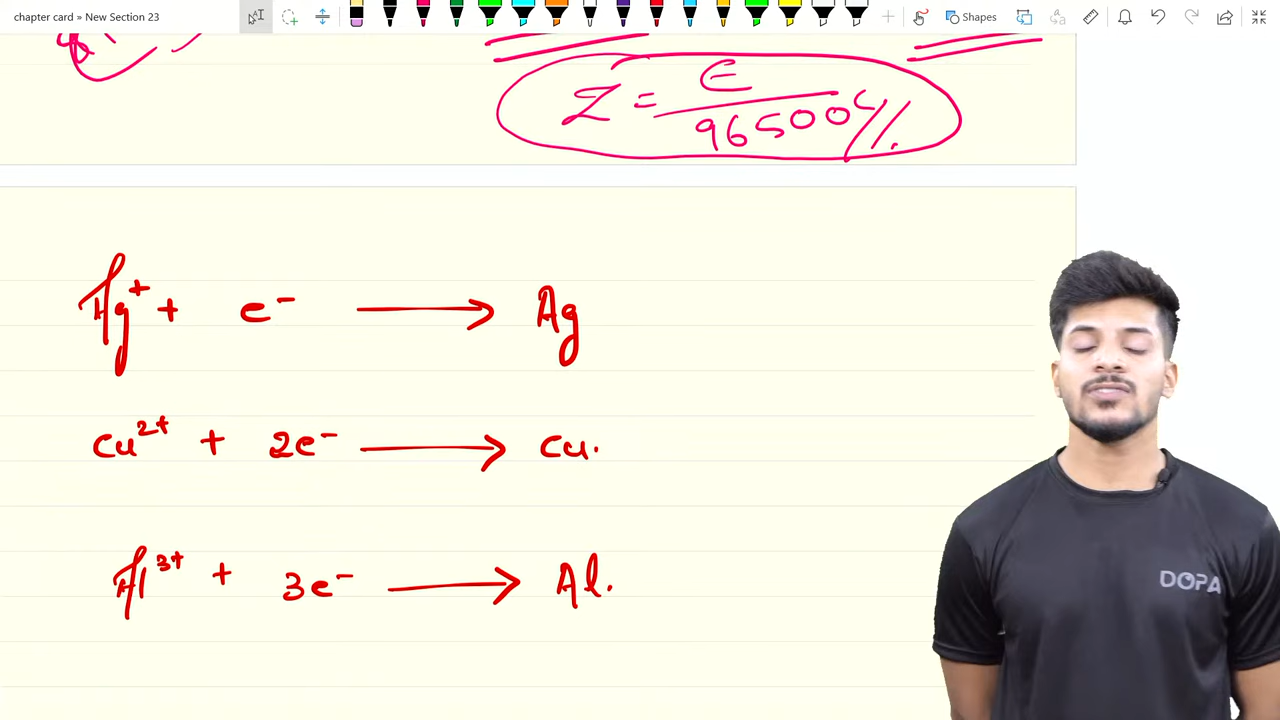 chapter card » New Section 23
Shapes
Z = E / 96500 C
Ag⁺ + e⁻ ⟶ Ag
Cu²⁺ + 2e⁻ ⟶ Cu.
Al³⁺ + 3e⁻ ⟶ Al.
DOPA